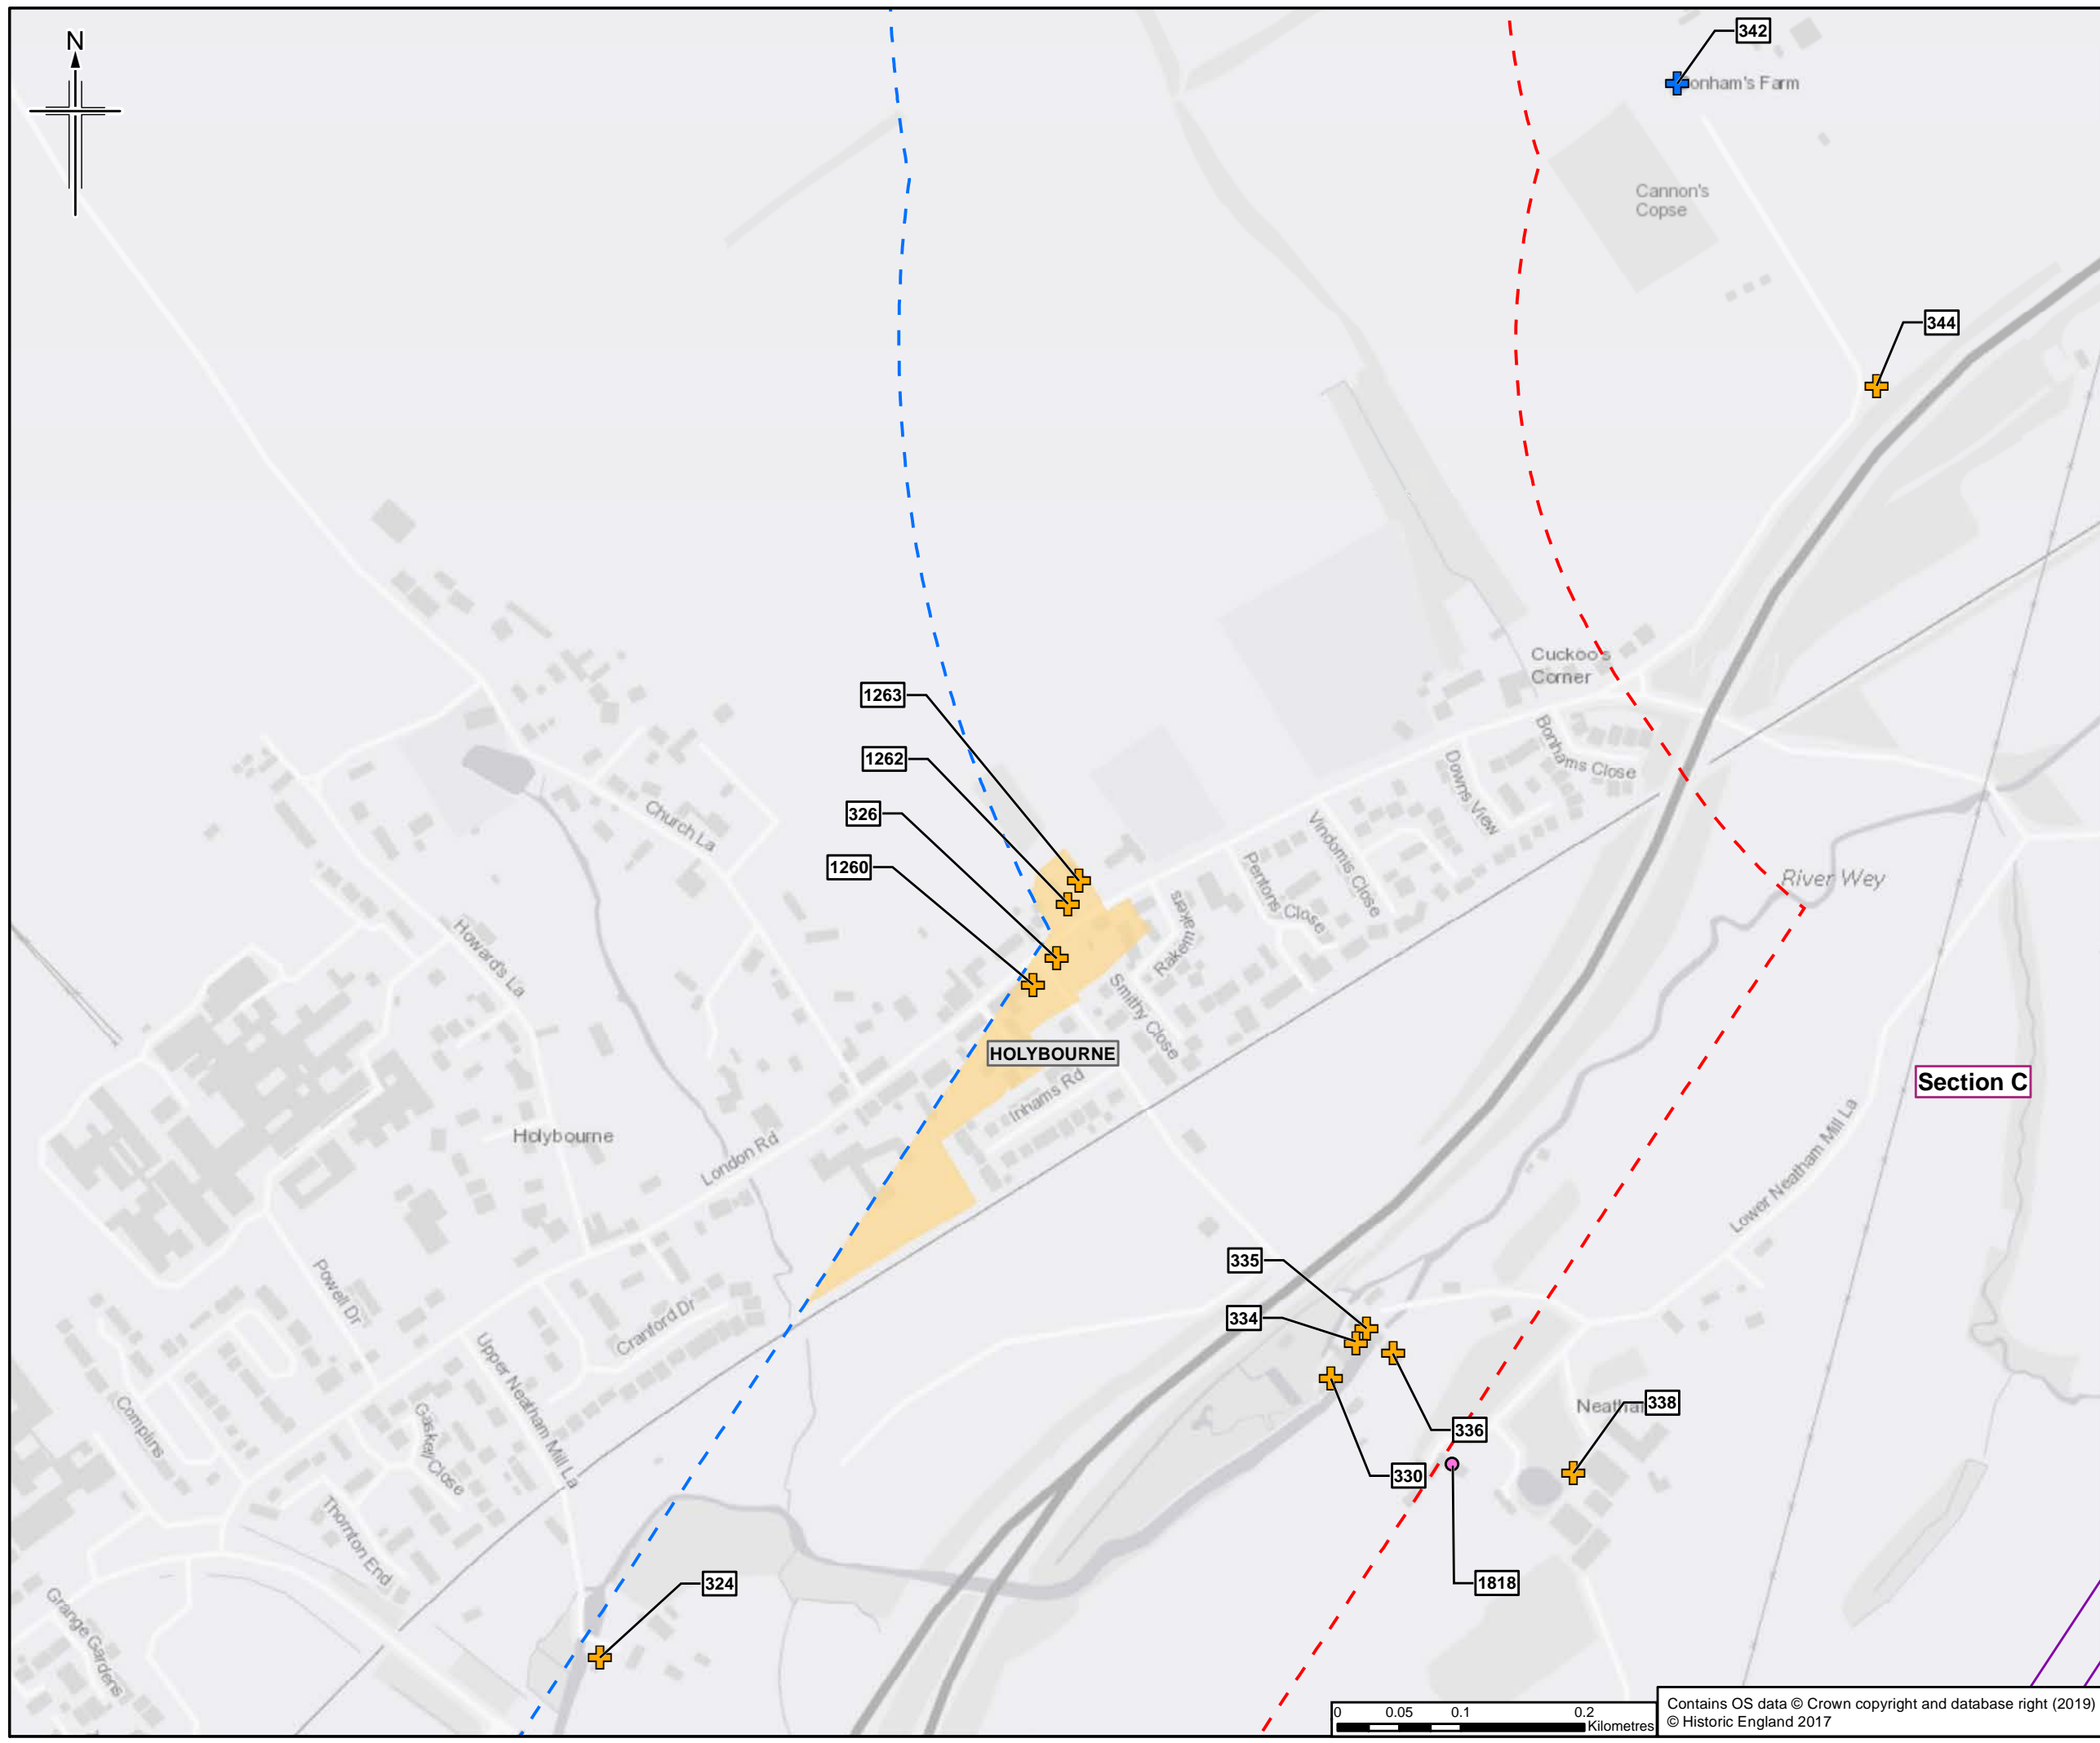 N
342
onham's Farm
Cannon's
Copse
344
Cuckoo's
Corner
1263
1262
326
1260
Bonhams Close
Downs View
Vindomis Close
Pentons Close
Rakemakers
Smithy Close
Church La
Howard's La
River Wey
HOLYBOURNE
Inhams Rd
Section C
Holybourne
London Rd
Lower Neatham Mill La
Powell Dr
Cranford Dr
Upper Neatham Mill La
335
334
336
330
338
Complins
Gaskell Close
Thornton End
Grange Gardens
324
1818
0 0.05 0.1 0.2
Kilometres
Contains OS data © Crown copyright and database right (2019)
© Historic England 2017